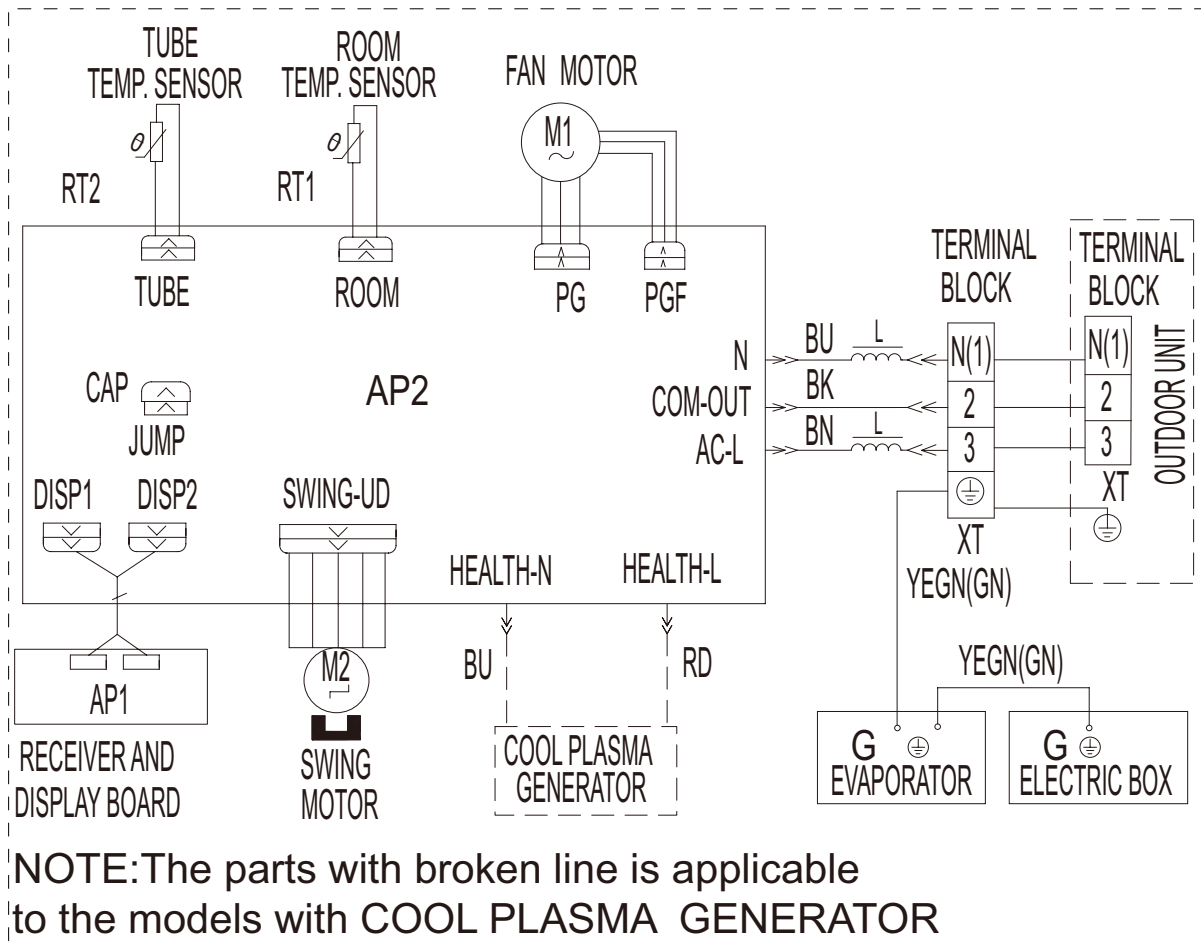 TUBE
TEMP. SENSOR
ROOM
TEMP. SENSOR
FAN MOTOR
M1
θ
θ
RT2
RT1
TUBE
ROOM
PG
PGF
TERMINAL
BLOCK
TERMINAL
BLOCK
OUTDOOR UNIT
N
BU
L
N(1)
N(1)
CAP
AP2
COM-OUT
BK
2
2
JUMP
AC-L
BN
L
3
3
DISP1
DISP2
SWING-UD
XT
XT
HEALTH-N
HEALTH-L
YEGN(GN)
BU
RD
M2
YEGN(GN)
AP1
RECEIVER AND
DISPLAY BOARD
SWING
MOTOR
COOL PLASMA
GENERATOR
G
EVAPORATOR
G
ELECTRIC BOX
NOTE:The parts with broken line is applicable
to the models with COOL PLASMA GENERATOR